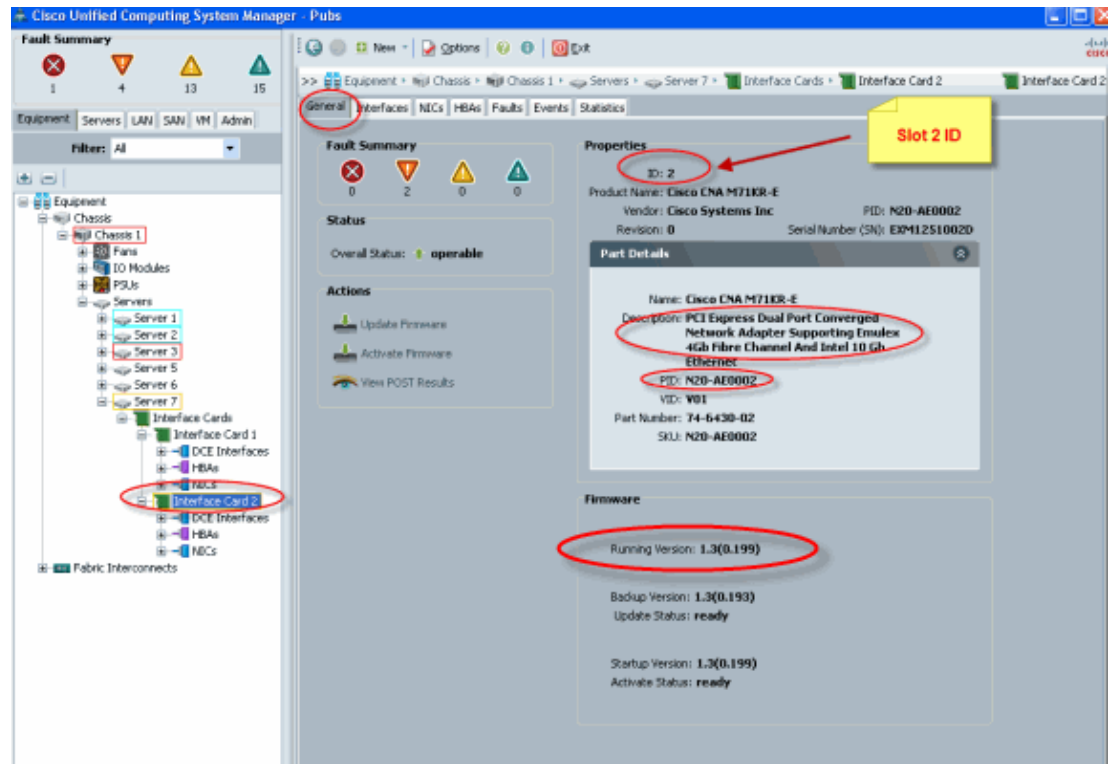 Cisco Unified Computing System Manager - Pubs
Fault Summary
1 4 13 15
Equipment Servers LAN SAN VM Admin
Filter: All
Equipment
Chassis
Chassis 1
Fans
IO Modules
PSUs
Servers
Server 1
Server 2
Server 3
Server 5
Server 6
Server 7
Interface Cards
Interface Card 1
DCE Interfaces
HBAs
NICs
Interface Card 2
DCE Interfaces
HBAs
NICs
Fabric Interconnects
New Options Exit
cisco
>> Equipment Chassis Chassis 1 Servers Server 7 Interface Cards Interface Card 2 Interface Card 2
General Interfaces NICs HBAs Faults Events Statistics
Fault Summary
0 2 0 0
Status
Overall Status: operable
Actions
Update Firmware
Activate Firmware
View POST Results
Slot 2 ID
Properties
ID: 2
Product Name: Cisco CNA M71KR-E
Vendor: Cisco Systems Inc PID: N20-AE0002
Revision: 0 Serial Number (SN): EXM12510020
Part Details
Name: Cisco CNA M71KR-E
Description: PCI Express Dual Port Converged
Network Adapter Supporting Emulex
4Gb Fibre Channel And Intel 10 Gb
Ethernet
PID: N20-AE0002
VID: V01
Part Number: 74-6430-02
SKU: N20-AE0002
Firmware
Running Version: 1.3(0.199)
Backup Version: 1.3(0.193)
Update Status: ready
Startup Version: 1.3(0.199)
Activate Status: ready